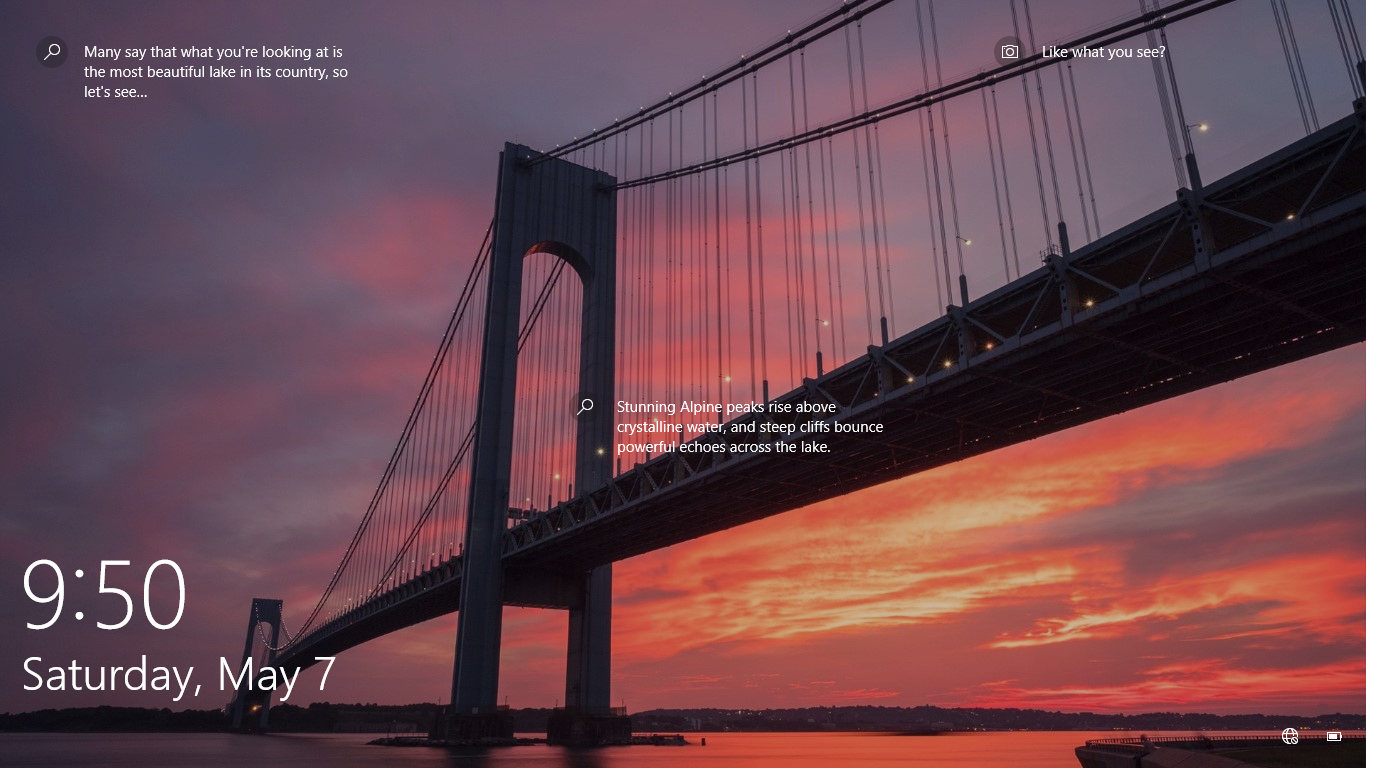 Many say that what you're looking at is
the most beautiful lake in its country, so
let's see...
Like what you see?
Stunning Alpine peaks rise above
crystalline water, and steep cliffs bounce
powerful echoes across the lake.
9:50
Saturday, May 7